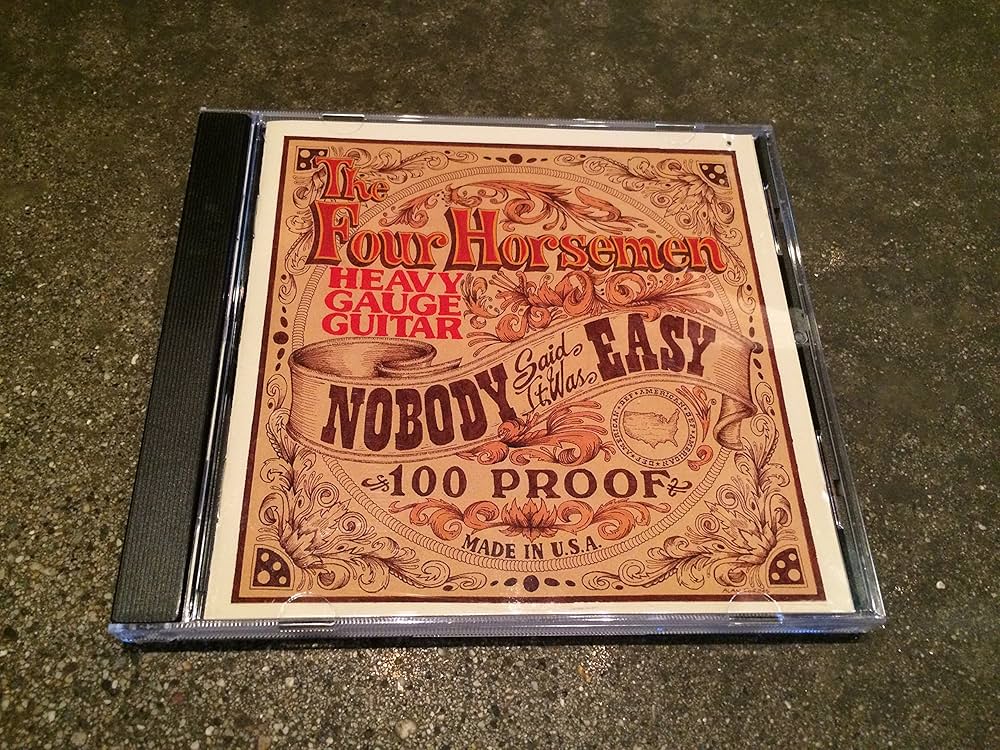 The
Four Horsemen
HEAVY
GAUGE
GUITAR
NOBODY Said It Was EASY
100 PROOF
MADE IN U.S.A.